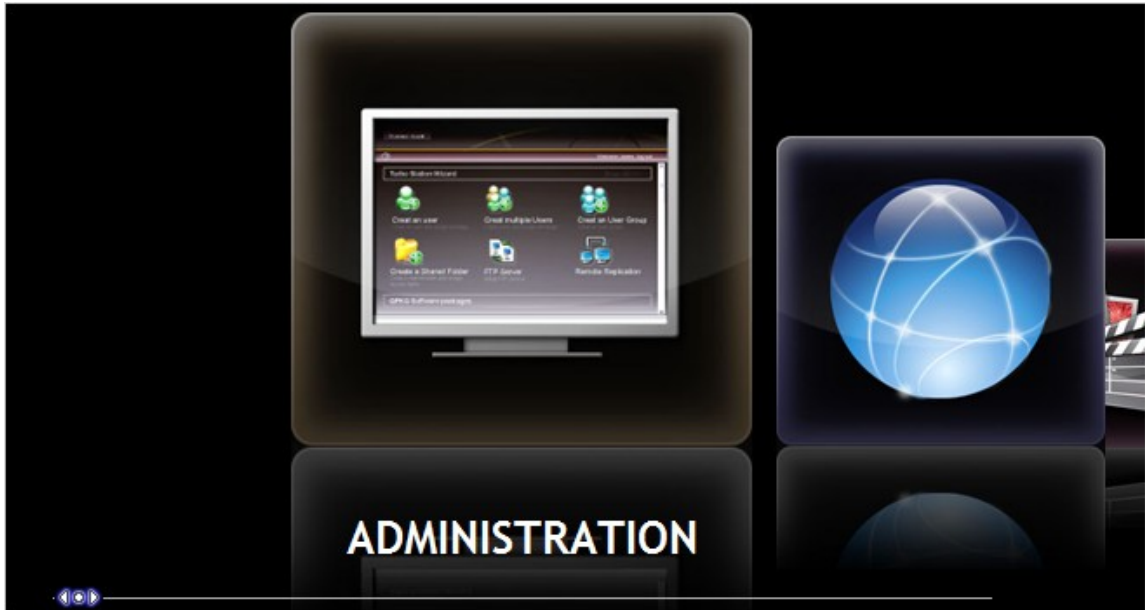 Turbo Station Wizard
Creat an user
Creat multiple Users
Creat an User Group
Create a Shared Folder
FTP Server
Remote Replication
QPKG Software packages
ADMINISTRATION